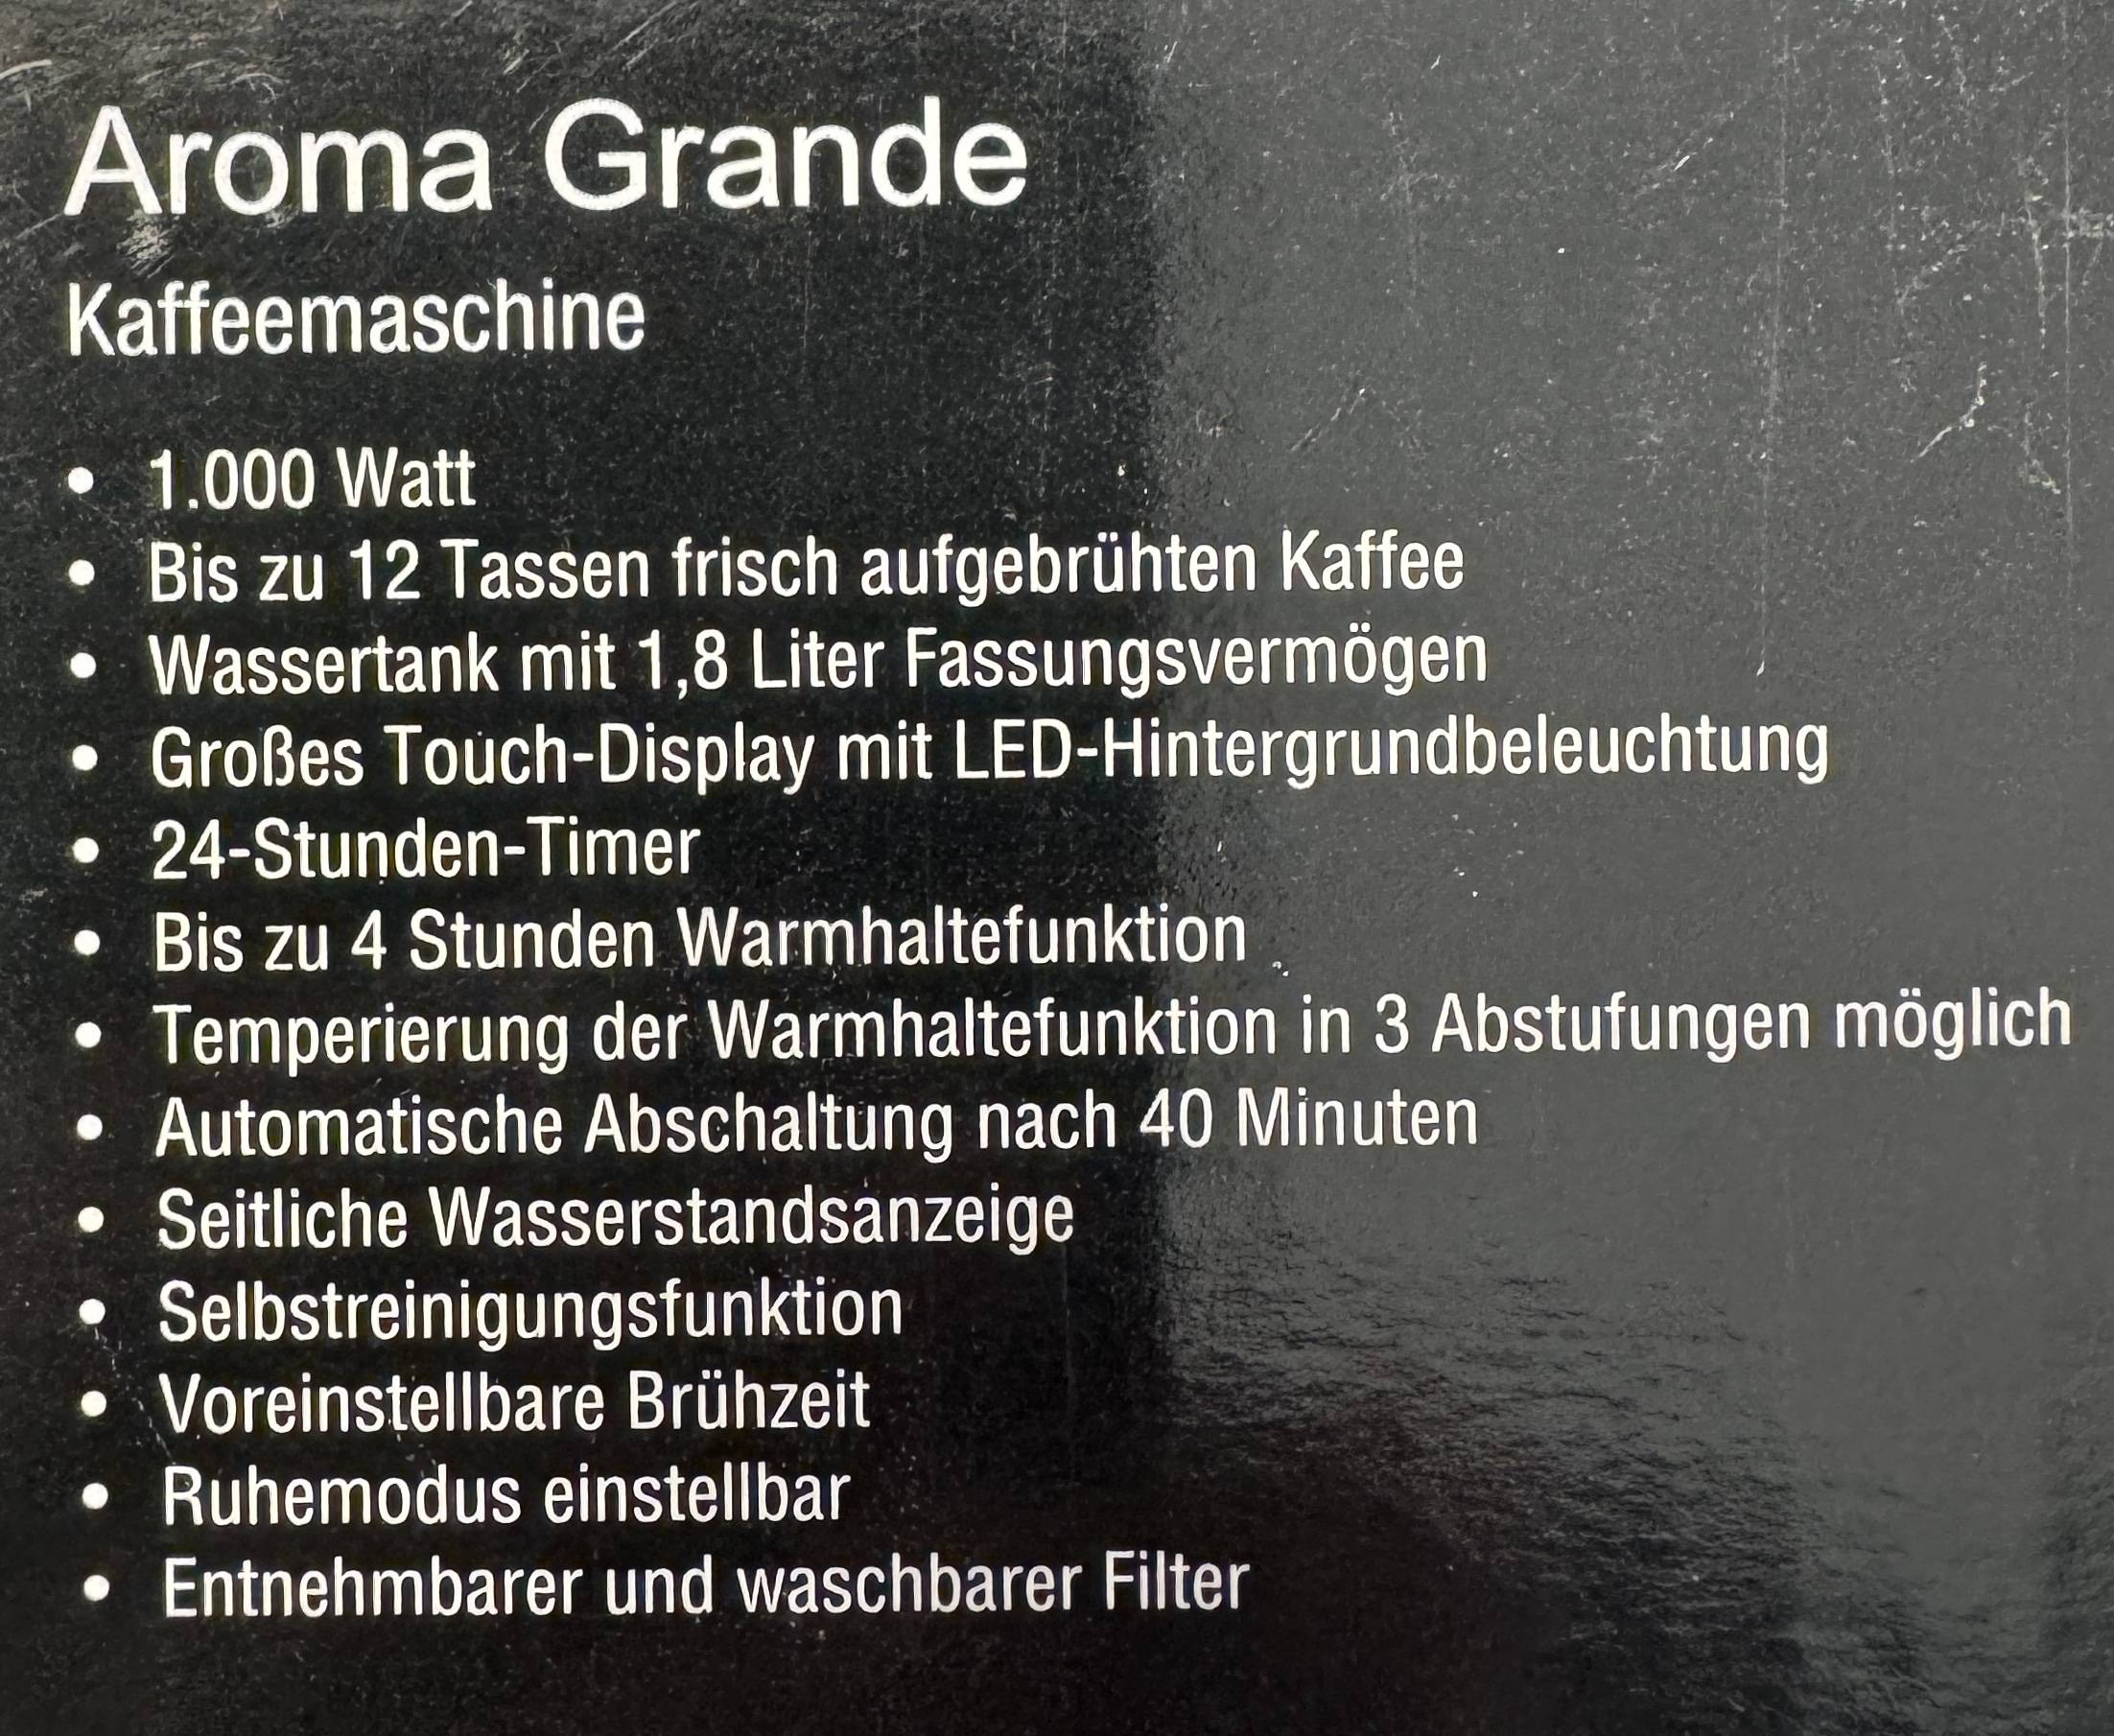 Aroma Grande
Kaffeemaschine
• 1.000 Watt
• Bis zu 12 Tassen frisch aufgebrühten Kaffee
• Wassertank mit 1,8 Liter Fassungsvermögen
• Großes Touch-Display mit LED-Hintergrundbeleuchtung
• 24-Stunden-Timer
• Bis zu 4 Stunden Warmhaltefunktion
• Temperierung der Warmhaltefunktion in 3 Abstufungen möglich
• Automatische Abschaltung nach 40 Minuten
• Seitliche Wasserstandsanzeige
• Selbstreinigungsfunktion
• Voreinstellbare Brühzeit
• Ruhemodus einstellbar
• Entnehmbarer und waschbarer Filter